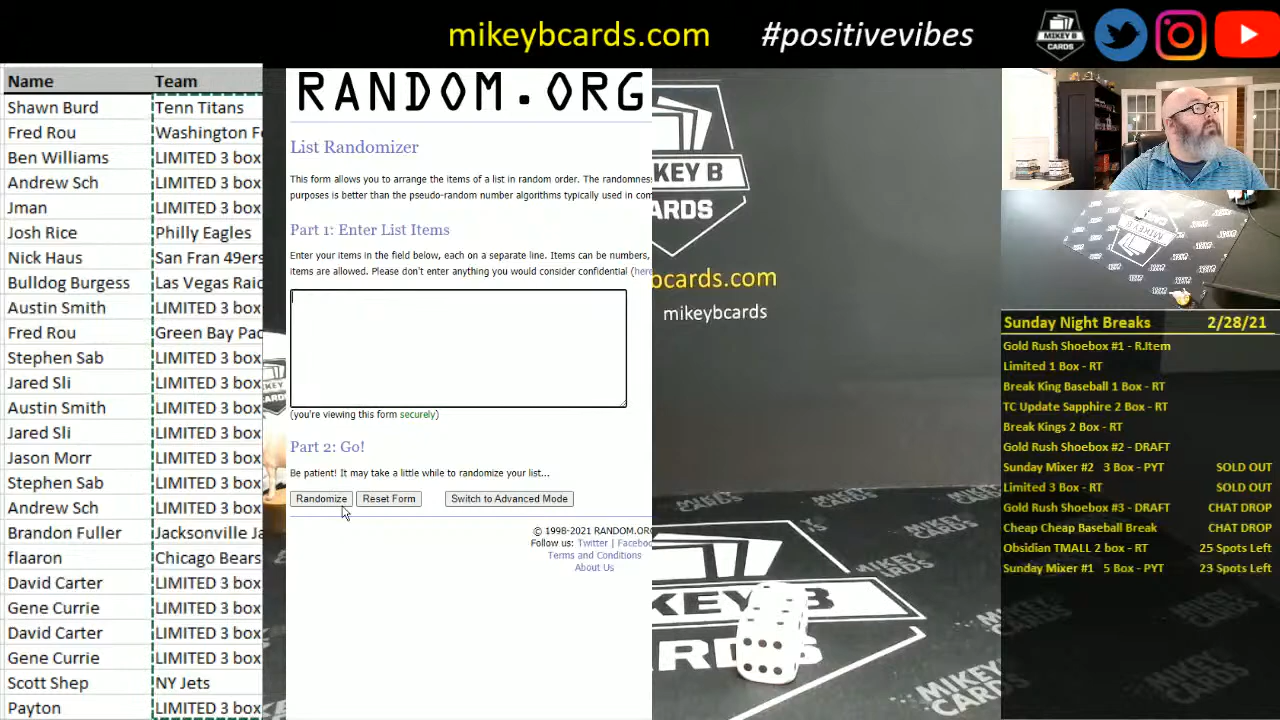 mikeybcards.com #positivevibes
MIKEY B
CARDS
Name Team
Shawn Burd Tenn Titans
Fred Rou Washington Fo
Ben Williams LIMITED 3 box
Andrew Sch LIMITED 3 box
Jman LIMITED 3 box
Josh Rice Philly Eagles
Nick Haus San Fran 49ers
Bulldog Burgess Las Vegas Raid
Austin Smith LIMITED 3 box
Fred Rou Green Bay Pac
Stephen Sab LIMITED 3 box
Jared Sli LIMITED 3 box
Austin Smith LIMITED 3 box
Jared Sli LIMITED 3 box
Jason Morr LIMITED 3 box
Stephen Sab LIMITED 3 box
Andrew Sch LIMITED 3 box
Brandon Fuller Jacksonville Ja
flaaron Chicago Bears
David Carter LIMITED 3 box
Gene Currie LIMITED 3 box
David Carter LIMITED 3 box
Gene Currie LIMITED 3 box
Scott Shep NY Jets
Payton LIMITED 3 box
RANDOM.ORG
List Randomizer
This form allows you to arrange the items of a list in random order. The randomness
purposes is better than the pseudo-random number algorithms typically used in com
Part 1: Enter List Items
Enter your items in the field below, each on a separate line. Items can be numbers,
items are allowed. Please don't enter anything you would consider confidential (here
(you're viewing this form securely)
Part 2: Go!
Be patient! It may take a little while to randomize your list...
Randomize Reset Form Switch to Advanced Mode
© 1998-2021 RANDOM.ORG
Follow us: Twitter | Faceboo
Terms and Conditions
About Us
KEY B
CARDS
bcards.com
mikeybcards
KEY B
RDS
MIKEY
CARDS
Sunday Night Breaks 2/28/21
Gold Rush Shoebox #1 - R.Item
Limited 1 Box - RT
Break King Baseball 1 Box - RT
TC Update Sapphire 2 Box - RT
Break Kings 2 Box - RT
Gold Rush Shoebox #2 - DRAFT
Sunday Mixer #2 3 Box - PYT SOLD OUT
Limited 3 Box - RT SOLD OUT
Gold Rush Shoebox #3 - DRAFT CHAT DROP
Cheap Cheap Baseball Break CHAT DROP
Obsidian TMALL 2 box - RT 25 Spots Left
Sunday Mixer #1 5 Box - PYT 23 Spots Left